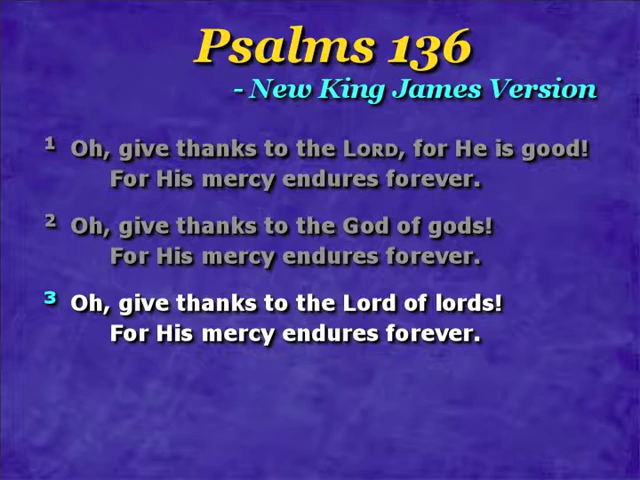 Psalms 136
- New King James Version
1 Oh, give thanks to the LORD, for He is good!
For His mercy endures forever.
2 Oh, give thanks to the God of gods!
For His mercy endures forever.
3 Oh, give thanks to the Lord of lords!
For His mercy endures forever.